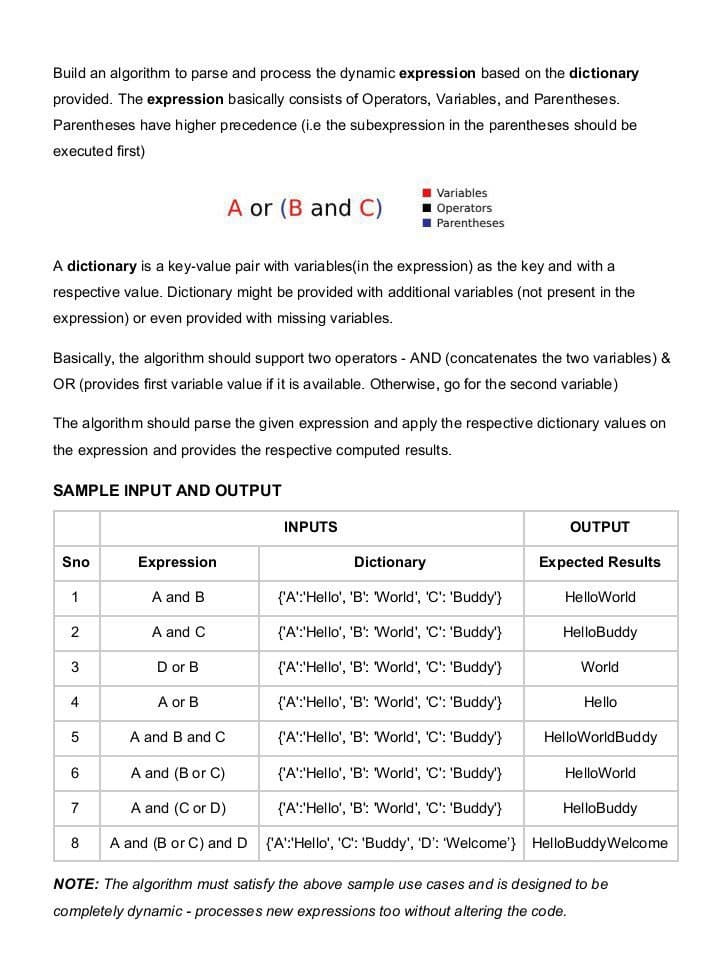 Build an algorithm to parse and process the dynamic expression based on the dictionary
provided. The expression basically consists of Operators, Variables, and Parentheses.
Parentheses have higher precedence (i.e the subexpression in the parentheses should be
executed first)
A or (B and C)
Variables
Operators
Parentheses
A dictionary is a key-value pair with variables(in the expression) as the key and with a
respective value. Dictionary might be provided with additional variables (not present in the
expression) or even provided with missing variables.
Basically, the algorithm should support two operators - AND (concatenates the two variables) &
OR (provides first variable value if it is available. Otherwise, go for the second variable)
The algorithm should parse the given expression and apply the respective dictionary values on
the expression and provides the respective computed results.
SAMPLE INPUT AND OUTPUT
INPUTS OUTPUT
Sno Expression Dictionary Expected Results
1 A and B {'A':'Hello', 'B': 'World', 'C': 'Buddy'} HelloWorld
2 A and C {'A':'Hello', 'B': 'World', 'C': 'Buddy'} HelloBuddy
3 D or B {'A':'Hello', 'B': 'World', 'C': 'Buddy'} World
4 A or B {'A':'Hello', 'B': 'World', 'C': 'Buddy'} Hello
5 A and B and C {'A':'Hello', 'B': 'World', 'C': 'Buddy'} HelloWorldBuddy
6 A and (B or C) {'A':'Hello', 'B': 'World', 'C': 'Buddy'} HelloWorld
7 A and (C or D) {'A':'Hello', 'B': 'World', 'C': 'Buddy'} HelloBuddy
8 A and (B or C) and D {'A':'Hello', 'C': 'Buddy', ‘D’: ‘Welcome’} HelloBuddyWelcome
NOTE: The algorithm must satisfy the above sample use cases and is designed to be
completely dynamic - processes new expressions too without altering the code.